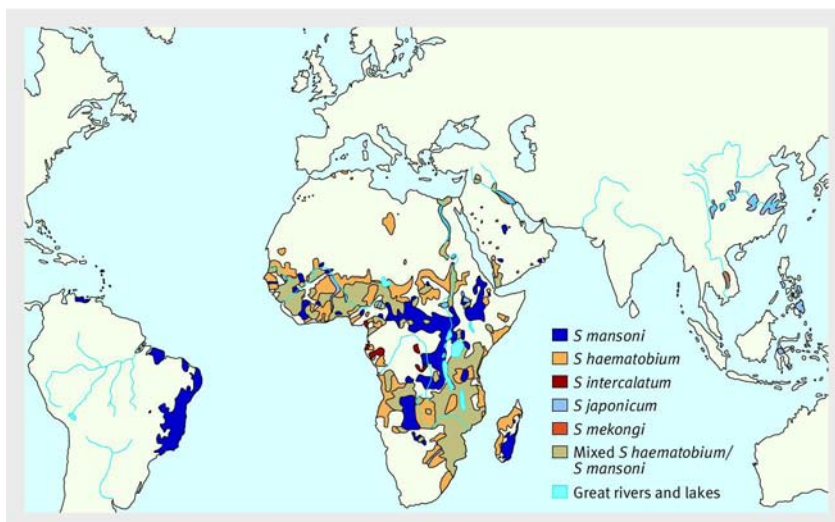 S mansoni
S haematobium
S intercalatum
S japonicum
S mekongi
Mixed S haematobium/
S mansoni
Great rivers and lakes